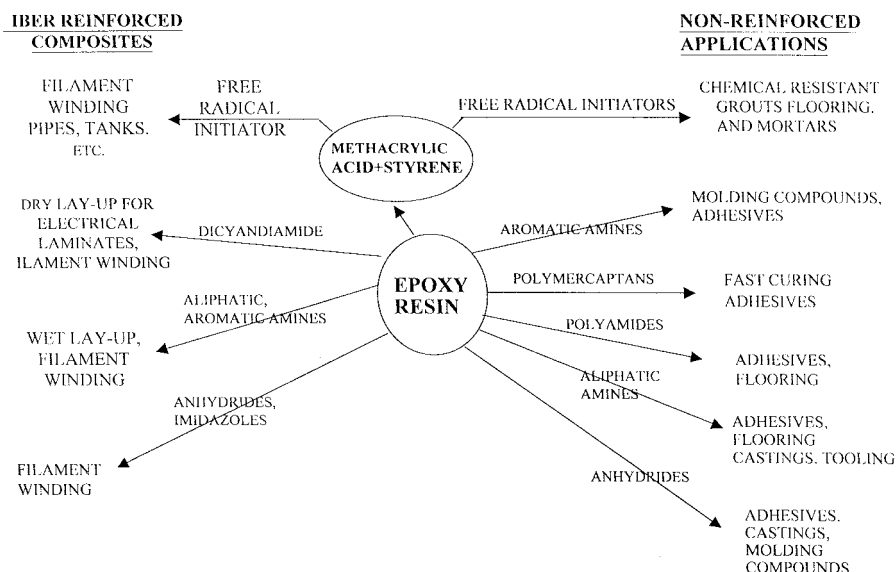 IBER REINFORCED
COMPOSITES
NON-REINFORCED
APPLICATIONS
FILAMENT
WINDING
PIPES, TANKS.
ETC.
FREE
RADICAL
INITIATOR
FREE RADICAL INITIATORS
CHEMICAL RESISTANT
GROUTS FLOORING.
AND MORTARS
METHACRYLIC
ACID+STYRENE
DRY LAY-UP FOR
ELECTRICAL
LAMINATES,
ILAMENT WINDING
DICYANDIAMIDE
AROMATIC AMINES
MOLDING COMPOUNDS,
ADHESIVES
EPOXY
RESIN
POLYMERCAPTANS
FAST CURING
ADHESIVES
ALIPHATIC,
AROMATIC AMINES
WET LAY-UP,
FILAMENT
WINDING
POLYAMIDES
ADHESIVES,
FLOORING
ALIPHATIC
AMINES
ADHESIVES,
FLOORING
CASTINGS. TOOLING
ANHYDRIDES,
IMIDAZOLES
FILAMENT
WINDING
ANHYDRIDES
ADHESIVES.
CASTINGS,
MOLDING
COMPOUNDS